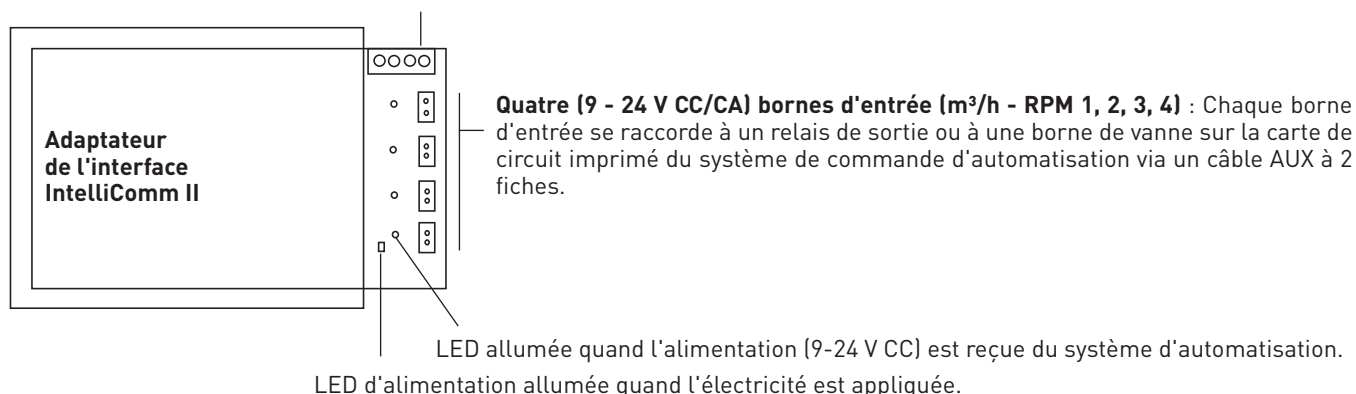 Adaptateur
de l'interface
IntelliComm II
Quatre (9 - 24 V CC/CA) bornes d'entrée (m³/h - RPM 1, 2, 3, 4) : Chaque borne
d'entrée se raccorde à un relais de sortie ou à une borne de vanne sur la carte de
circuit imprimé du système de commande d'automatisation via un câble AUX à 2
fiches.
LED allumée quand l'alimentation (9-24 V CC) est reçue du système d'automatisation.
LED d'alimentation allumée quand l'électricité est appliquée.